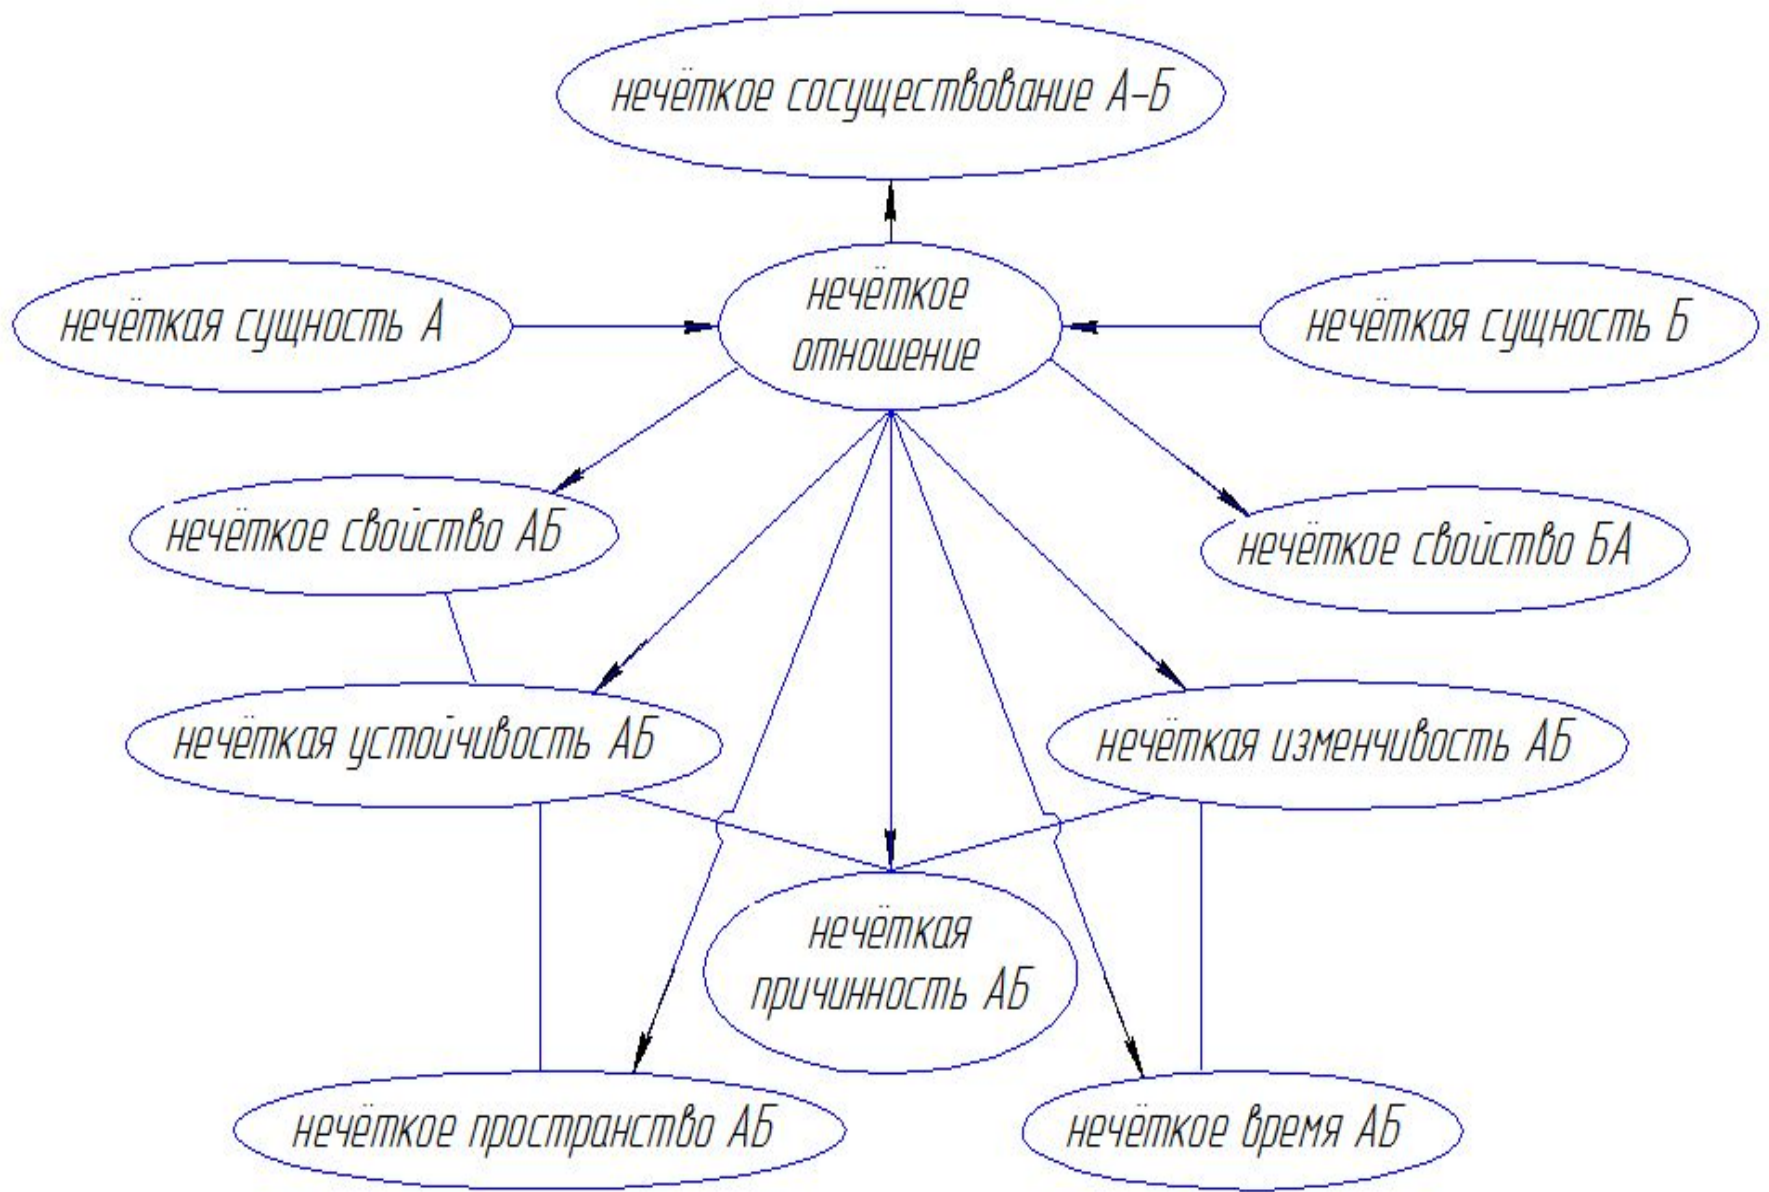 нечёткое сосуществование А-Б
нечёткая сущность А
нечёткое
отношение
нечёткая сущность Б
нечёткое свойство АБ
нечёткое свойство БА
нечёткая устойчивость АБ
нечёткая изменчивость АБ
нечёткая
причинность АБ
нечёткое пространство АБ
нечёткое время АБ